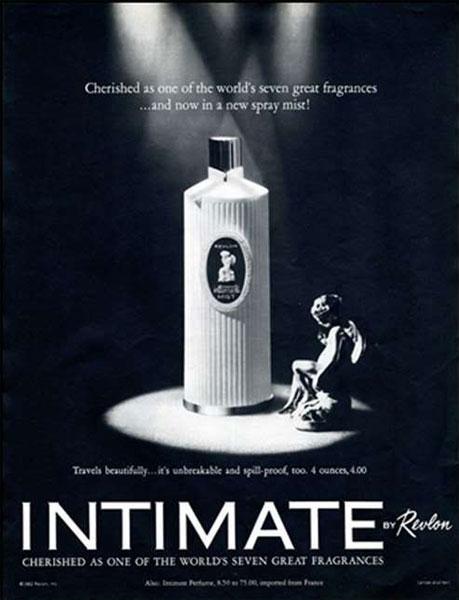 Cherished as one of the world's seven great fragrances
...and now in a new spray mist!
REVLON
Intimate
MIST
Travels beautifully...it's unbreakable and spill-proof, too. 4 ounces, 4.00
INTIMATE BY Revlon
CHERISHED AS ONE OF THE WORLD'S SEVEN GREAT FRAGRANCES
Also: Intimate Perfume, 8.50 to 75.00, imported from France